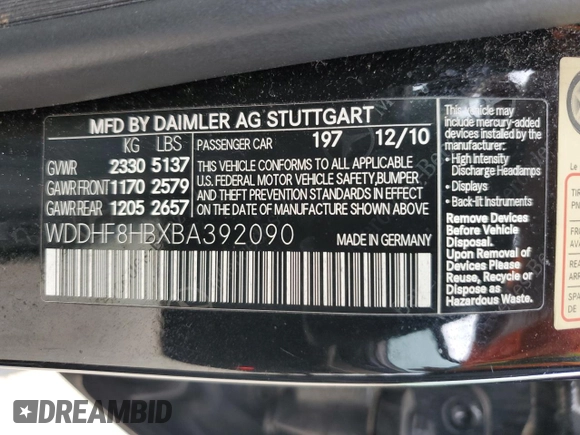 MFD BY DAIMLER AG STUTTGART
KG LBS
PASSENGER CAR 197 12/10
GVWR 2330 5137
GAWR FRONT 1170 2579
GAWR REAR 1205 2657
THIS VEHICLE CONFORMS TO ALL APPLICABLE
U.S. FEDERAL MOTOR VEHICLE SAFETY, BUMPER
AND THEFT PREVENTION STANDARDS IN EFFECT
ON THE DATE OF MANUFACTURE SHOWN ABOVE.
WDDHF8HBXBA392090
MADE IN GERMANY
This vehicle may
include mercury-added
devices installed by the
manufacturer:
• High Intensity
Discharge Headlamps
• Displays
• Back-lit Instruments
Remove Devices
Before Vehicle
Disposal.
Upon Removal of
Devices Please
Reuse, Recycle or
Dispose as
Hazardous Waste.
DREAMBID